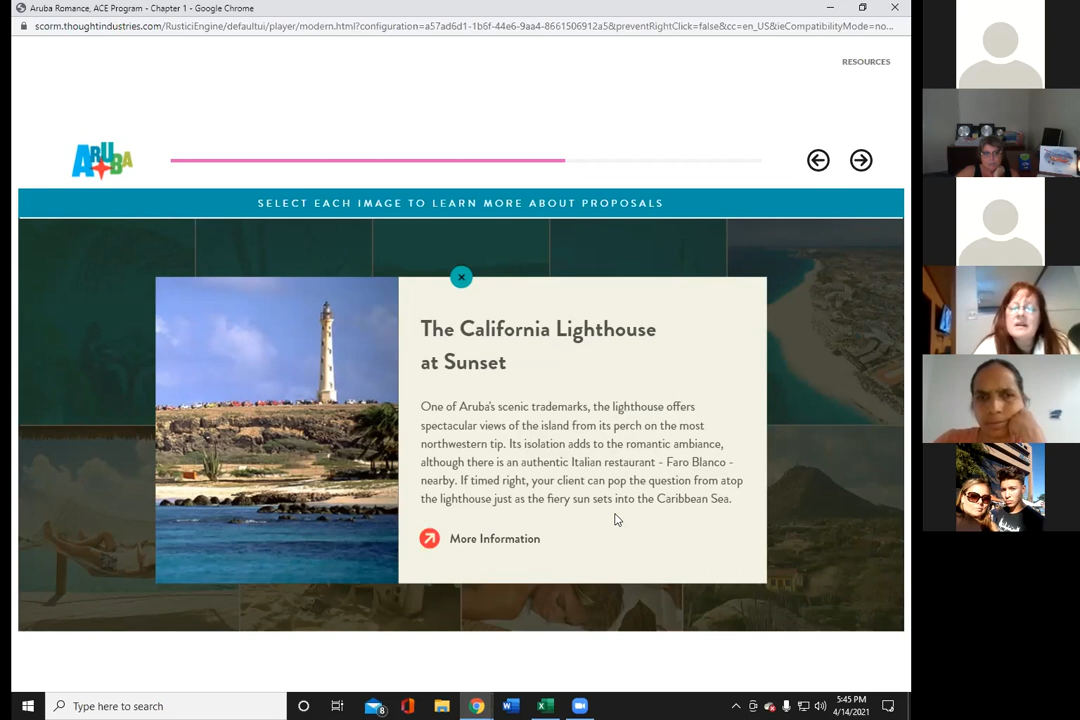 Aruba Romance, ACE Program - Chapter 1 - Google Chrome
scorm.thoughtindustries.com/RusticiEngine/defaultui/player/modern.html?configuration=a57ad6d1-1b6f-44e6-9aa4-8661506912a5&preventRightClick=false&cc=en_US&ieCompatibilityMode=no...
RESOURCES
ARUBA
SELECT EACH IMAGE TO LEARN MORE ABOUT PROPOSALS
The California Lighthouse
at Sunset
One of Aruba's scenic trademarks, the lighthouse offers
spectacular views of the island from its perch on the most
northwestern tip. Its isolation adds to the romantic ambiance,
although there is an authentic Italian restaurant - Faro Blanco -
nearby. If timed right, your client can pop the question from atop
the lighthouse just as the fiery sun sets into the Caribbean Sea.
More Information
Type here to search
8
5:45 PM
4/14/2021